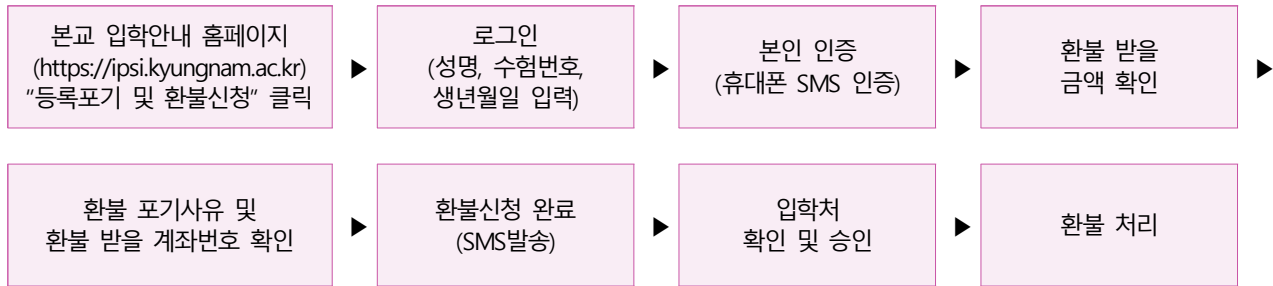 본교 입학안내 홈페이지
(https://ipsi.kyungnam.ac.kr)
“등록포기 및 환불신청” 클릭
▶
로그인
(성명, 수험번호,
생년월일 입력)
▶
본인 인증
(휴대폰 SMS 인증)
▶
환불 받을
금액 확인
▶
환불 포기사유 및
환불 받을 계좌번호 확인
▶
환불신청 완료
(SMS발송)
▶
입학처
확인 및 승인
▶
환불 처리